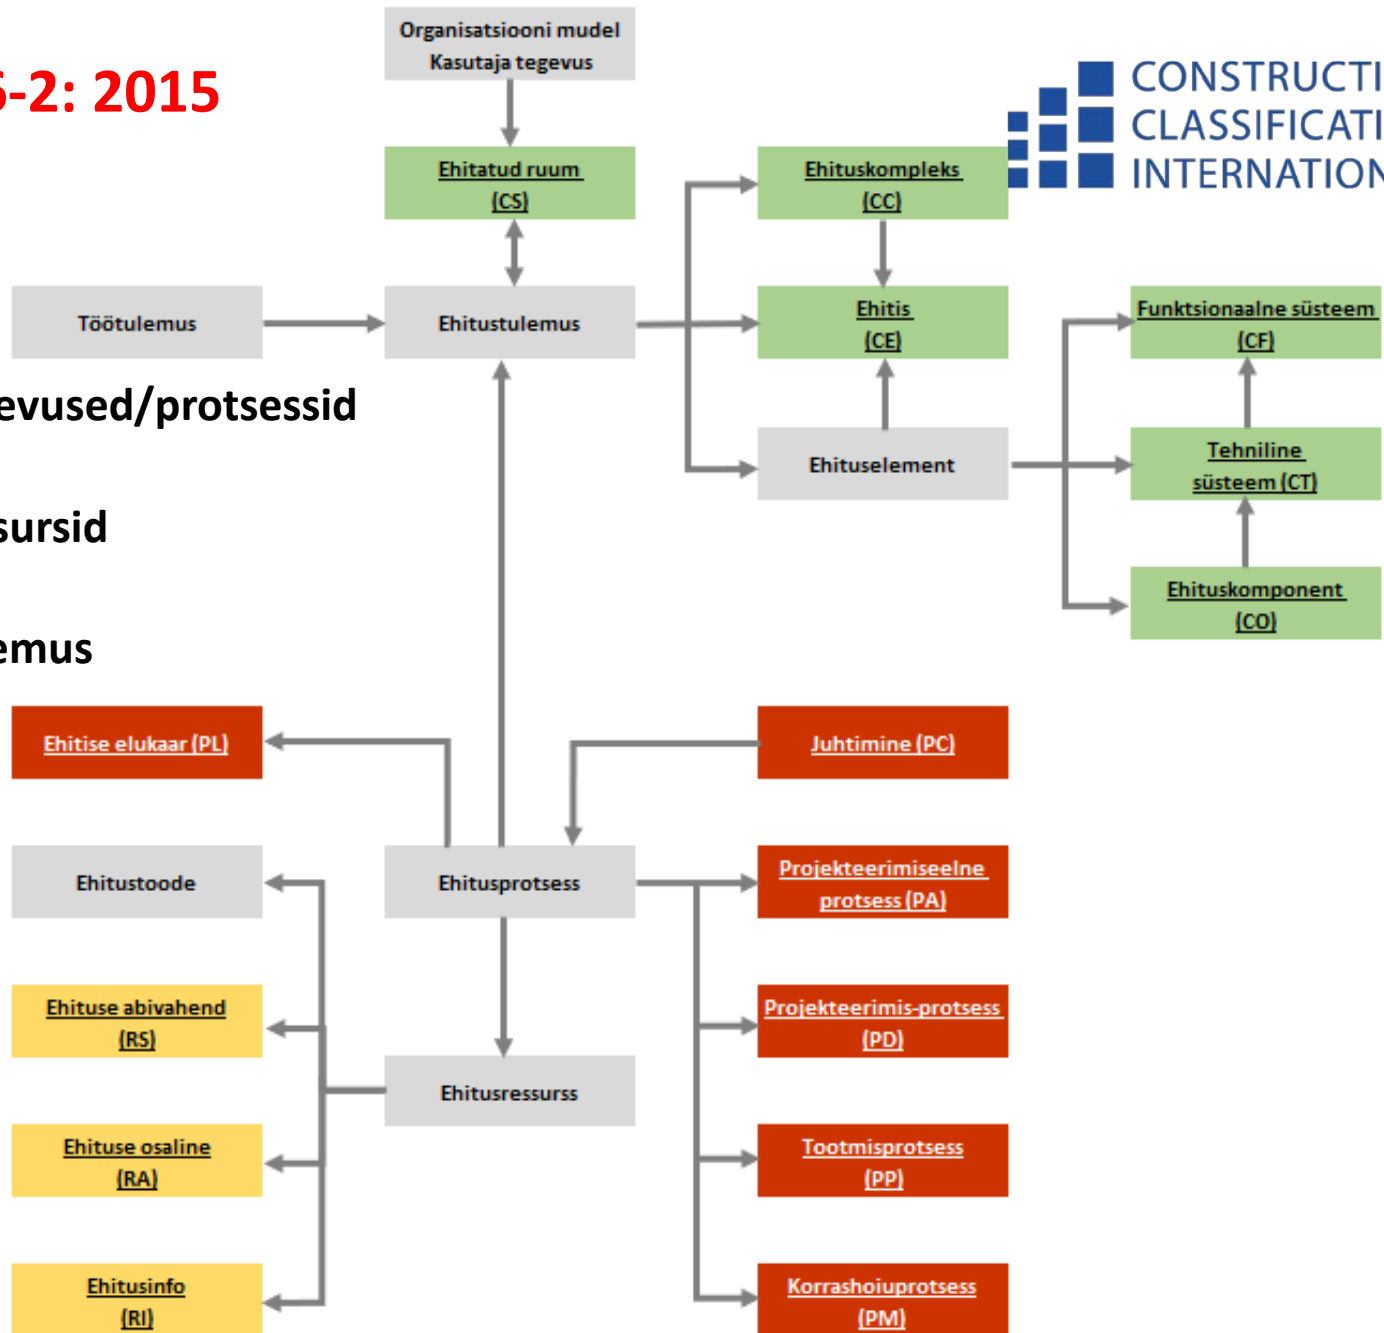 Organisatsiooni mudel
Kasutaja tegevus
6-2: 2015
CONSTRUCTI
CLASSIFICATI
INTERNATION
Ehitatud ruum
(CS)
Ehituskompleks
(CC)
Töötulemus
Ehitustulemus
Ehitis
(CE)
Funktsionaalne süsteem
(CF)
evused/protsessid
Ehituselement
Tehniline
süsteem (CT)
sursid
Ehituskomponent
(CO)
emus
Ehitise elukaar (PL)
Juhtimine (PC)
Ehitustoode
Ehitusprotsess
Projekteerimiseelne
protsess (PA)
Ehituse abivahend
(RS)
Projekteerimis-protsess
(PD)
Ehitusressurss
Ehituse osaline
(RA)
Tootmisprotsess
(PP)
Ehitusinfo
(RI)
Korrashoiuprotsess
(PM)